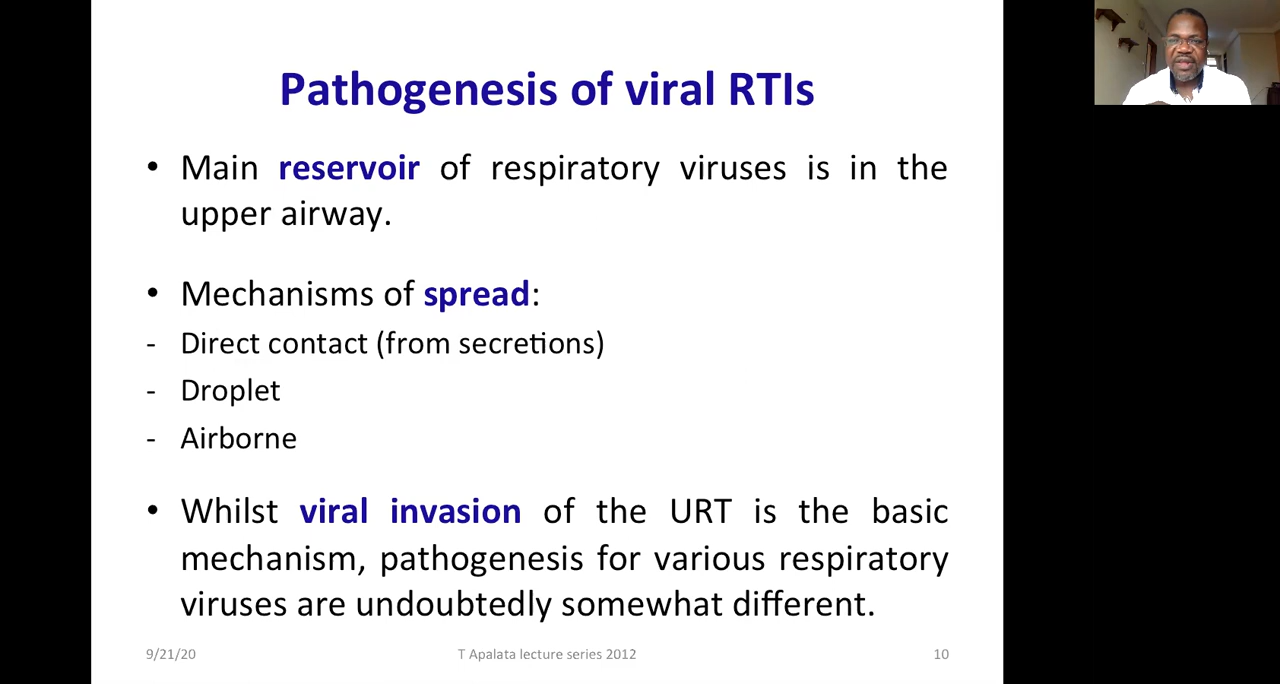 Pathogenesis of viral RTIs
• Main reservoir of respiratory viruses is in the
upper airway.
• Mechanisms of spread:
- Direct contact (from secretions)
- Droplet
- Airborne
• Whilst viral invasion of the URT is the basic
mechanism, pathogenesis for various respiratory
viruses are undoubtedly somewhat different.
9/21/20 T Apalata lecture series 2012 10